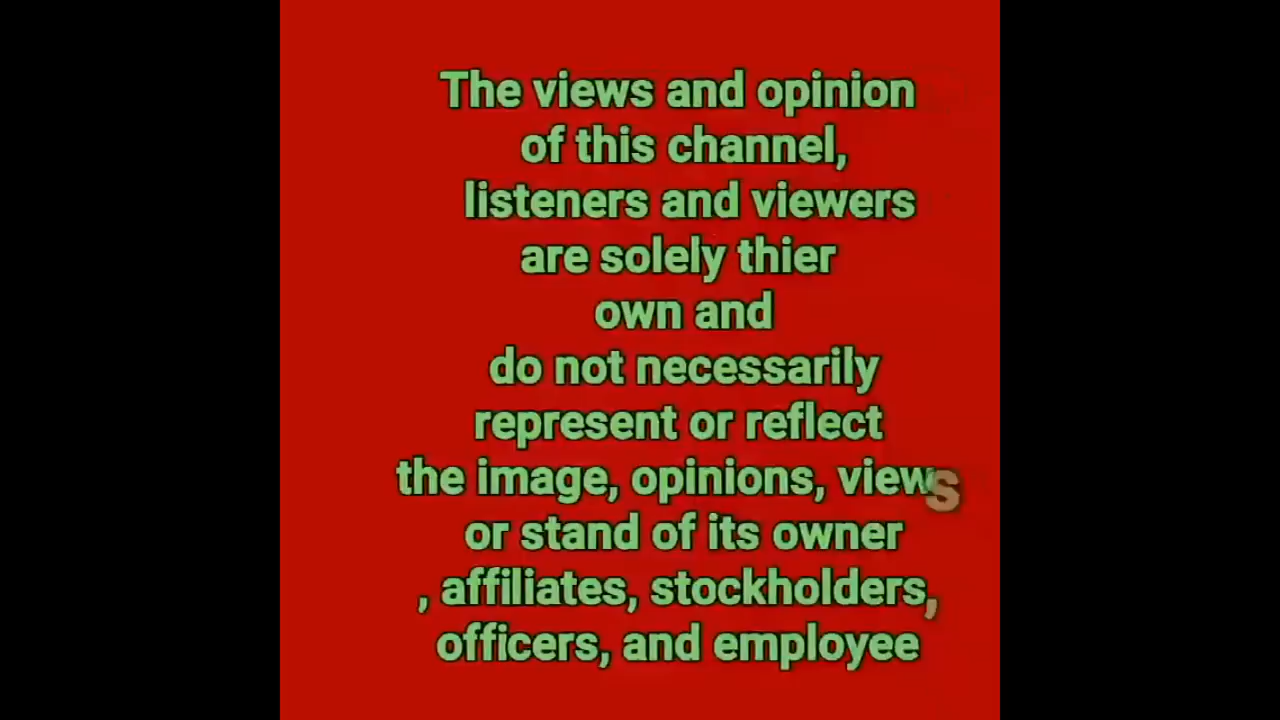 The views and opinion
of this channel,
listeners and viewers
are solely thier
own and
do not necessarily
represent or reflect
the image, opinions, views
or stand of its owner
, affiliates, stockholders,
officers, and employee